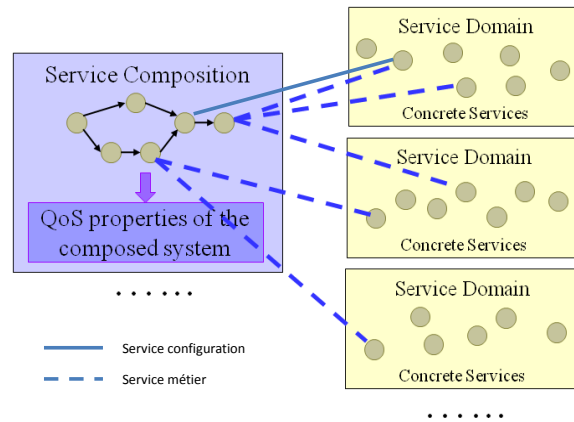 Service Composition
QoS properties of the
composed system
......
Service configuration
Service métier
Service Domain
Concrete Services
Service Domain
Concrete Services
Service Domain
Concrete Services
......